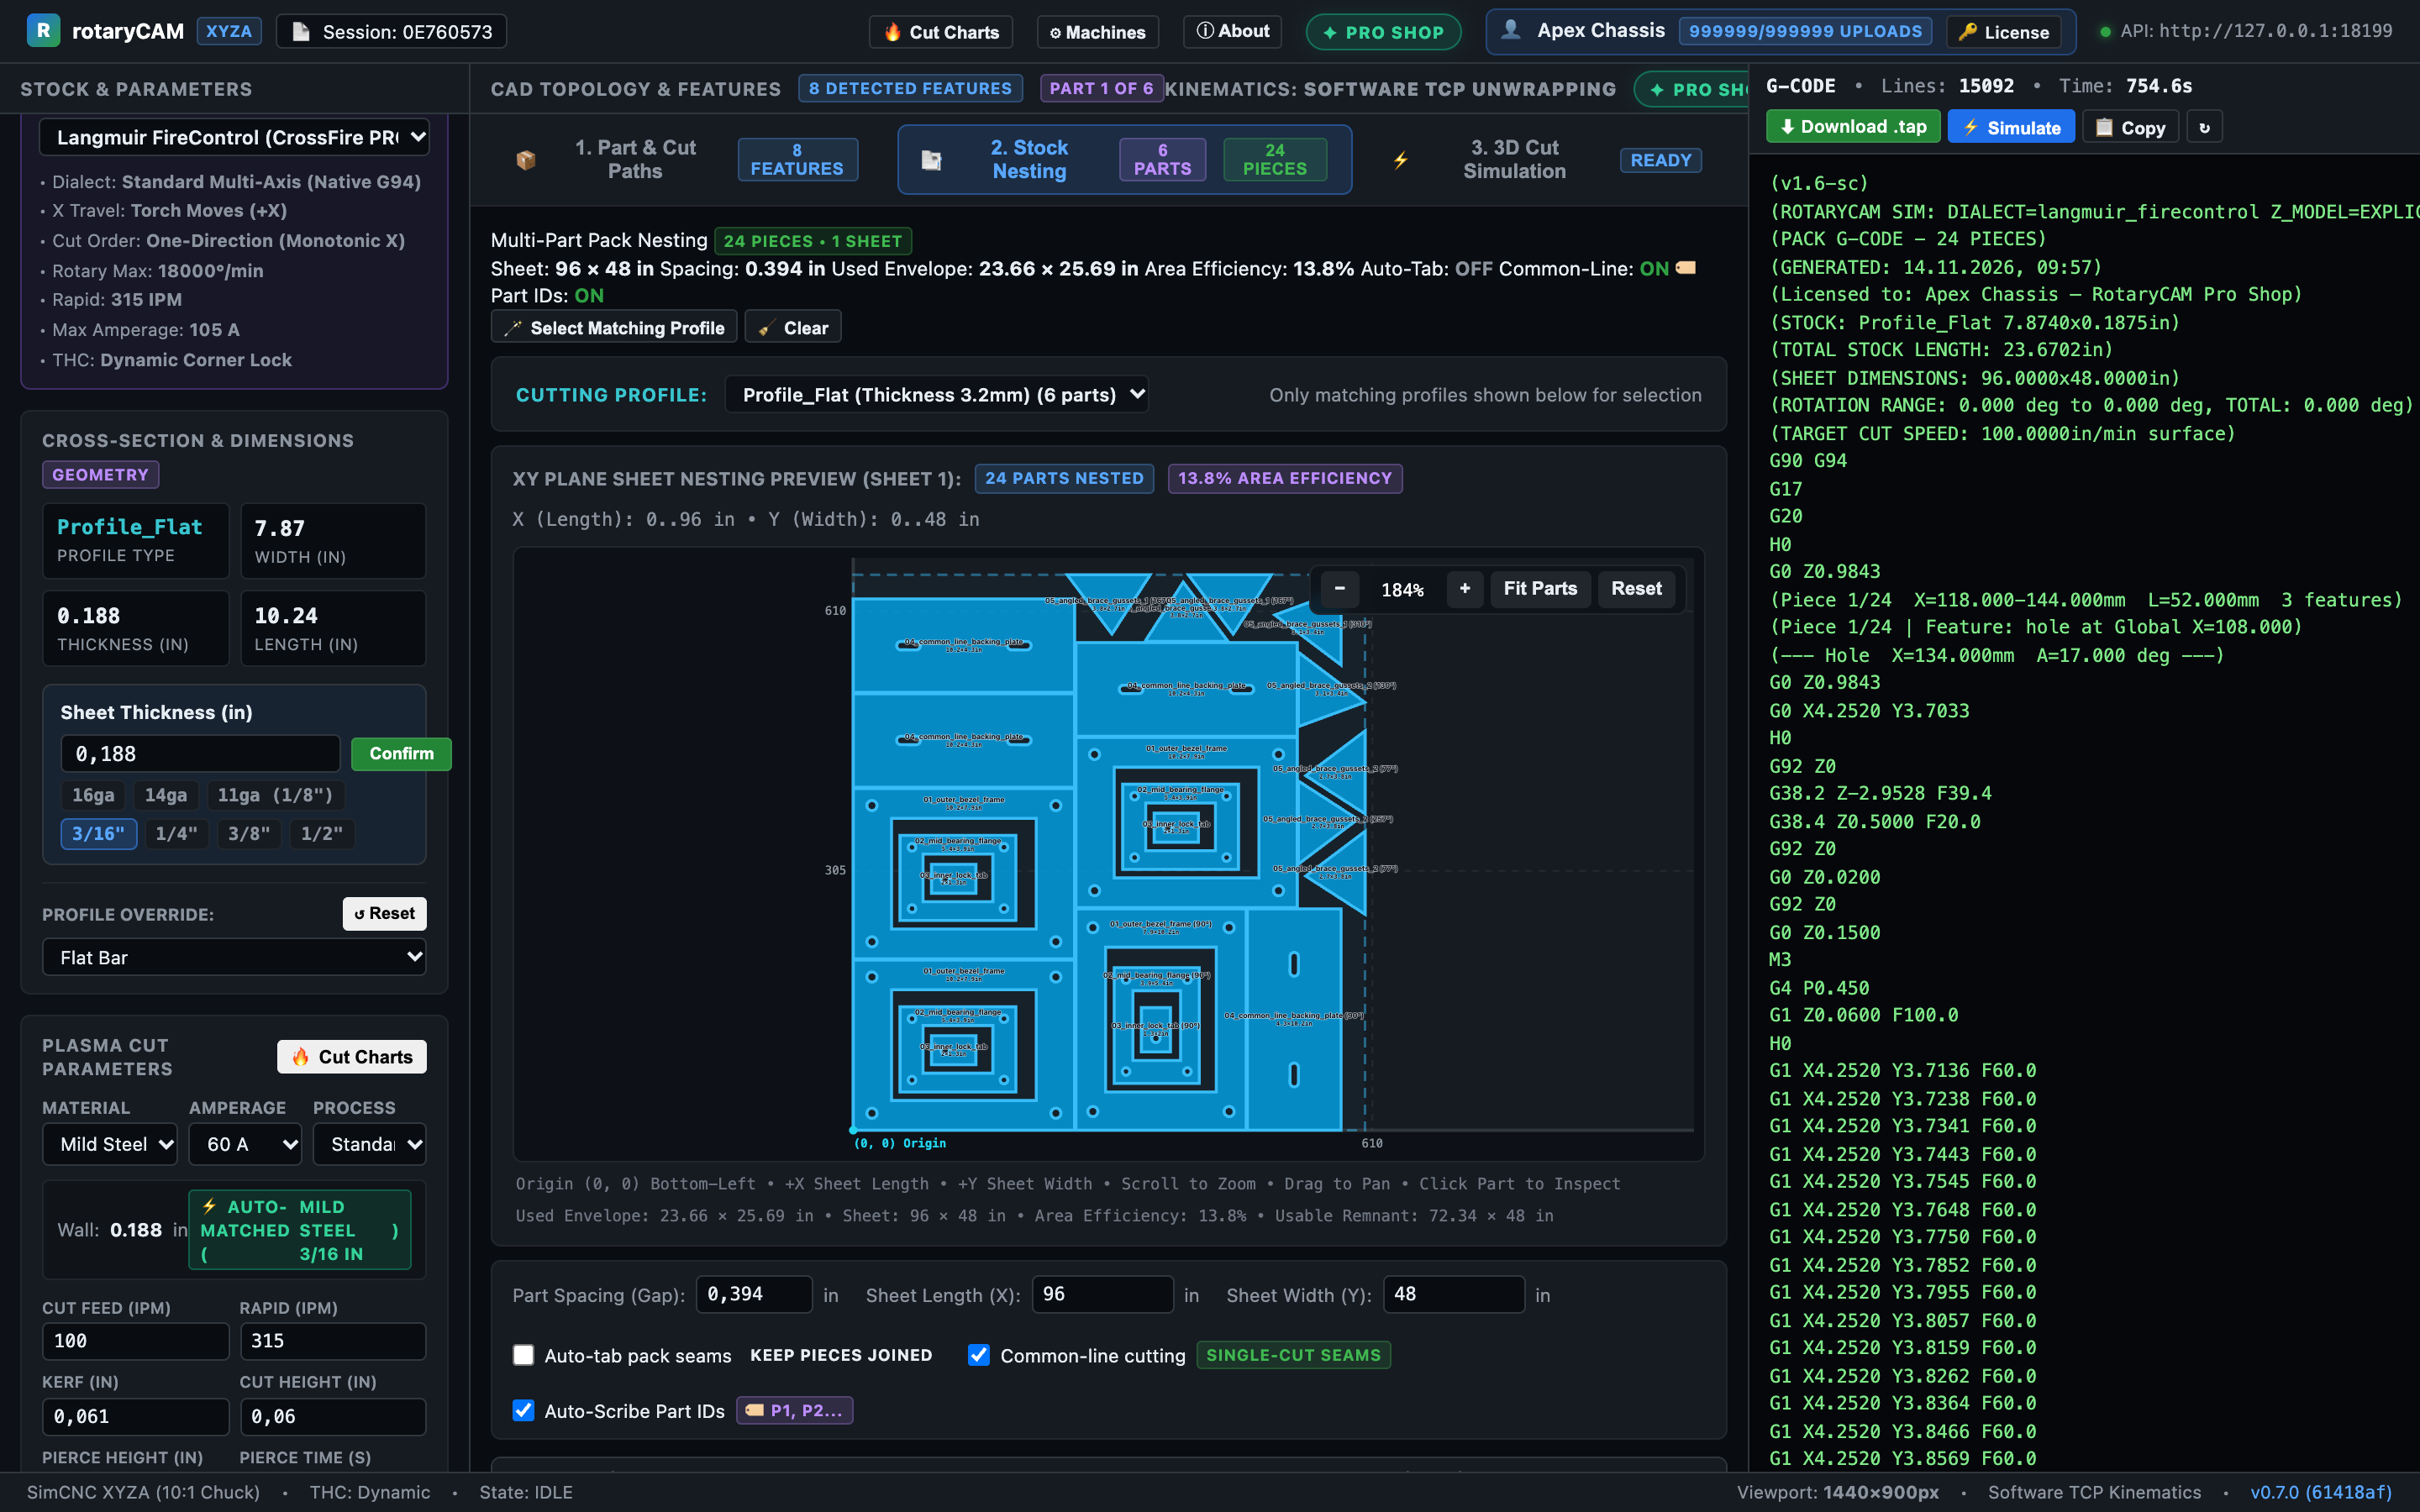 R rotaryCAM XYZA Session: 0E760573 Cut Charts Machines About PRO SHOP Apex Chassis 999999/999999 UPLOADS License API: http://127.0.0.1:18199
STOCK & PARAMETERS
Langmuir FireControl (CrossFire PR
• Dialect: Standard Multi-Axis (Native G94)
• X Travel: Torch Moves (+X)
• Cut Order: One-Direction (Monotonic X)
• Rotary Max: 18000°/min
• Rapid: 315 IPM
• Max Amperage: 105 A
• THC: Dynamic Corner Lock
CROSS-SECTION & DIMENSIONS
GEOMETRY
Profile_Flat
PROFILE TYPE
7.87
WIDTH (IN)
0.188
THICKNESS (IN)
10.24
LENGTH (IN)
Sheet Thickness (in)
0,188 Confirm
16ga 14ga 11ga (1/8")
3/16" 1/4" 3/8" 1/2"
PROFILE OVERRIDE: ↺ Reset
Flat Bar
PLASMA CUT
PARAMETERS
Cut Charts
MATERIAL AMPERAGE PROCESS
Mild Steel 60 A Standa
Wall: 0.188 in
⚡ AUTO-MATCHED (
MILD STEEL 3/16 IN
)
CUT FEED (IPM) RAPID (IPM)
100 315
KERF (IN) CUT HEIGHT (IN)
0,061 0,06
PIERCE HEIGHT (IN) PIERCE TIME (S)
CAD TOPOLOGY & FEATURES 8 DETECTED FEATURES PART 1 OF 6 KINEMATICS: SOFTWARE TCP UNWRAPPING PRO SH
1. Part & Cut Paths
8 FEATURES
2. Stock Nesting
6 PARTS
24 PIECES
3. 3D Cut Simulation
READY
Multi-Part Pack Nesting 24 PIECES • 1 SHEET
Sheet: 96 × 48 in Spacing: 0.394 in Used Envelope: 23.66 × 25.69 in Area Efficiency: 13.8% Auto-Tab: OFF Common-Line: ON
Part IDs: ON
Select Matching Profile Clear
CUTTING PROFILE: Profile_Flat (Thickness 3.2mm) (6 parts) Only matching profiles shown below for selection
XY PLANE SHEET NESTING PREVIEW (SHEET 1): 24 PARTS NESTED 13.8% AREA EFFICIENCY
X (Length): 0..96 in • Y (Width): 0..48 in
− 184% + Fit Parts Reset
610
305
04_common_line_backing_plate
04_common_line_backing_plate
04_common_line_backing_plate
01_outer_bezel_frame
02_mid_bearing_flange
03_inner_lock_tab
01_outer_bezel_frame
02_mid_bearing_flange
03_inner_lock_tab
01_outer_bezel_frame
02_mid_bearing_flange
03_inner_lock_tab
01_outer_bezel_frame (90°)
02_mid_bearing_flange (90°)
03_inner_lock_tab (90°)
04_common_line_backing_plate (90°)
(0, 0) Origin
610
Origin (0, 0) Bottom-Left • +X Sheet Length • +Y Sheet Width • Scroll to Zoom • Drag to Pan • Click Part to Inspect
Used Envelope: 23.66 × 25.69 in • Sheet: 96 × 48 in • Area Efficiency: 13.8% • Usable Remnant: 72.34 × 48 in
Part Spacing (Gap): 0,394 in Sheet Length (X): 96 in Sheet Width (Y): 48 in
Auto-tab pack seams KEEP PIECES JOINED Common-line cutting SINGLE-CUT SEAMS
Auto-Scribe Part IDs P1, P2...
G-CODE • Lines: 15092 • Time: 754.6s
Download .tap Simulate Copy ↻
(v1.6-sc)
(ROTARYCAM SIM: DIALECT=langmuir_firecontrol Z_MODEL=EXPLI
(PACK G-CODE — 24 PIECES)
(GENERATED: 14.11.2026, 09:57)
(Licensed to: Apex Chassis — RotaryCAM Pro Shop)
(STOCK: Profile_Flat 7.8740x0.1875in)
(TOTAL STOCK LENGTH: 23.6702in)
(SHEET DIMENSIONS: 96.0000x48.0000in)
(ROTATION RANGE: 0.000 deg to 0.000 deg, TOTAL: 0.000 deg)
(TARGET CUT SPEED: 100.0000in/min surface)
G90 G94
G17
G20
H0
G0 Z0.9843
(Piece 1/24 X=118.000–144.000mm L=52.000mm 3 features)
(Piece 1/24 | Feature: hole at Global X=108.000)
(--- Hole X=134.000mm A=17.000 deg ---)
G0 Z0.9843
G0 X4.2520 Y3.7033
H0
G92 Z0
G38.2 Z-2.9528 F39.4
G38.4 Z0.5000 F20.0
G92 Z0
G0 Z0.0200
G92 Z0
G0 Z0.1500
M3
G4 P0.450
G1 Z0.0600 F100.0
H0
G1 X4.2520 Y3.7136 F60.0
G1 X4.2520 Y3.7238 F60.0
G1 X4.2520 Y3.7341 F60.0
G1 X4.2520 Y3.7443 F60.0
G1 X4.2520 Y3.7545 F60.0
G1 X4.2520 Y3.7648 F60.0
G1 X4.2520 Y3.7750 F60.0
G1 X4.2520 Y3.7852 F60.0
G1 X4.2520 Y3.7955 F60.0
G1 X4.2520 Y3.8057 F60.0
G1 X4.2520 Y3.8159 F60.0
G1 X4.2520 Y3.8262 F60.0
G1 X4.2520 Y3.8364 F60.0
G1 X4.2520 Y3.8466 F60.0
G1 X4.2520 Y3.8569 F60.0
SimCNC XYZA (10:1 Chuck) • THC: Dynamic • State: IDLE Viewport: 1440×900px • Software TCP Kinematics • v0.7.0 (61418af)